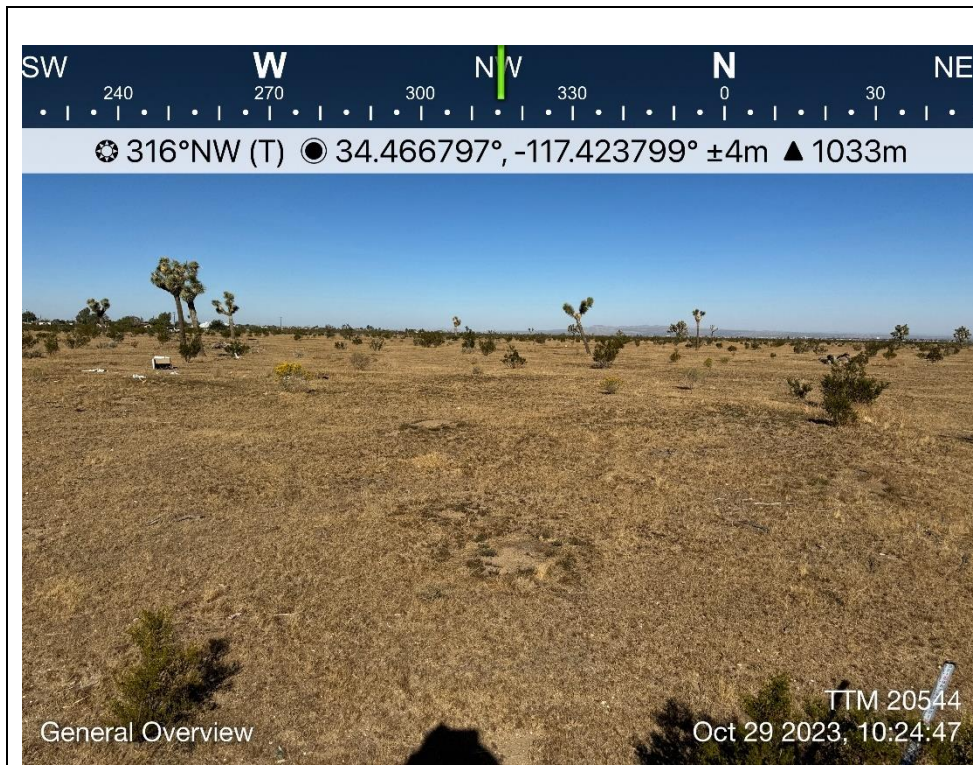 SW W NW N NE
240 270 300 330 0 30
316°NW (T) 34.466797°, -117.423799° ±4m ▲ 1033m
TTM 20544
General Overview Oct 29 2023, 10:24:47